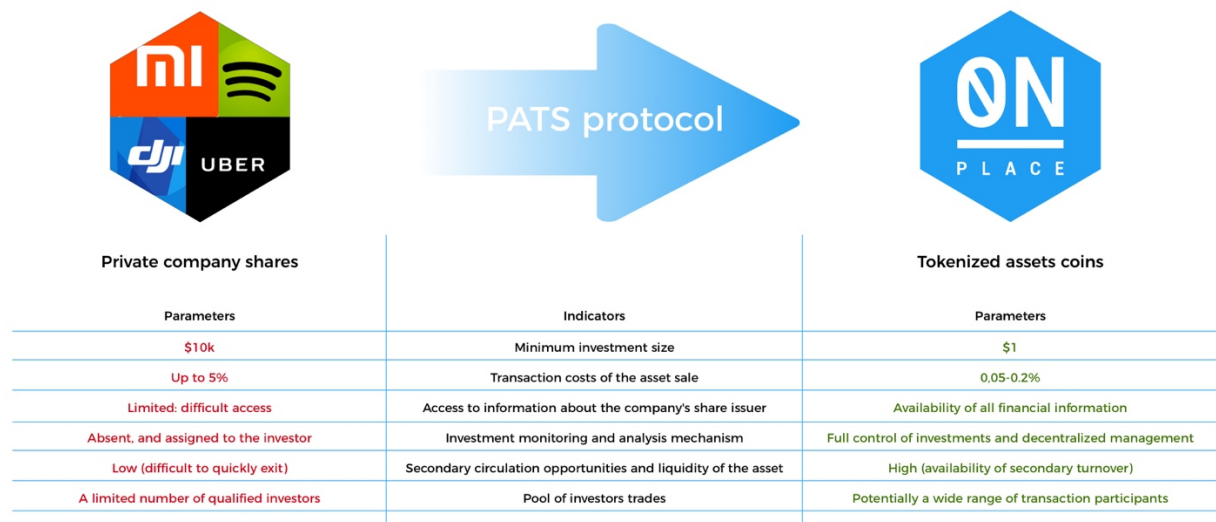 mi
dji
UBER
PATS protocol
0N
PLACE
Private company shares
Tokenized assets coins
Parameters
Indicators
Parameters
$10k
Minimum investment size
$1
Up to 5%
Transaction costs of the asset sale
0,05-0.2%
Limited: difficult access
Access to information about the company's share issuer
Availability of all financial information
Absent, and assigned to the investor
Investment monitoring and analysis mechanism
Full control of investments and decentralized management
Low (difficult to quickly exit)
Secondary circulation opportunities and liquidity of the asset
High (availability of secondary turnover)
A limited number of qualified investors
Pool of investors trades
Potentially a wide range of transaction participants